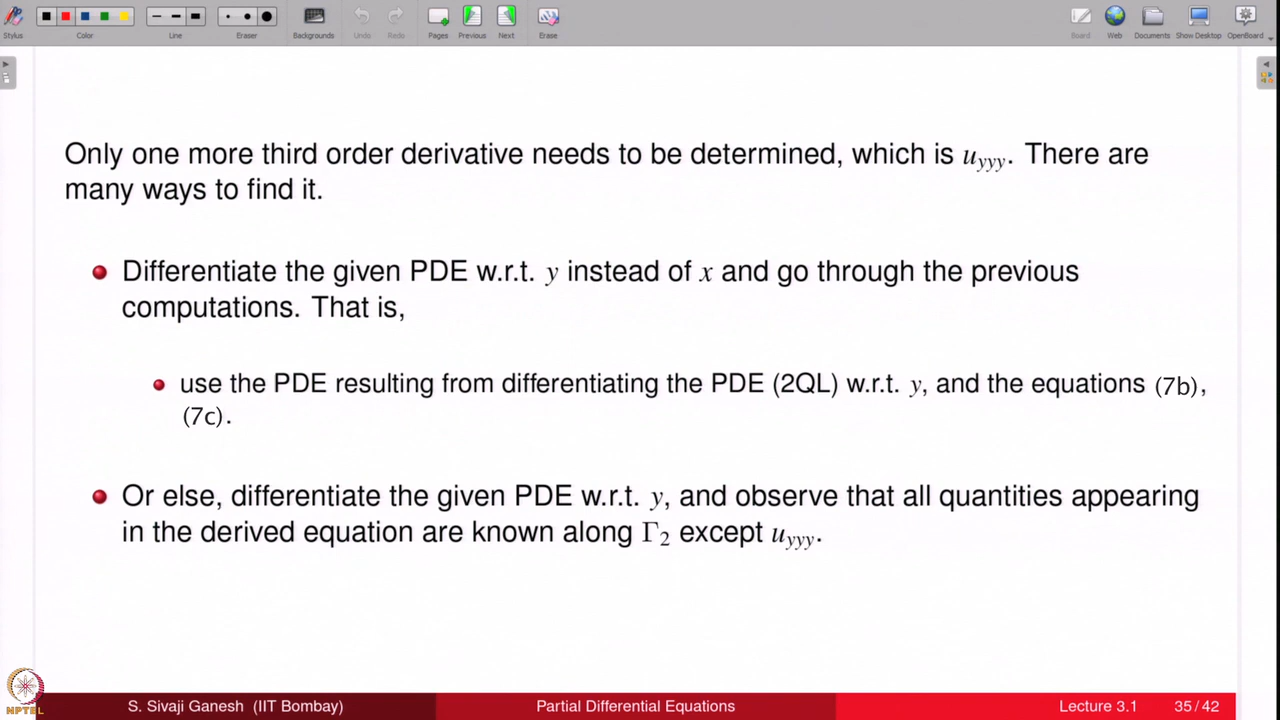 Stylus Color Line Eraser Backgrounds Undo Redo Pages Previous Next Erase Board Web Documents Show Desktop OpenBoard
Only one more third order derivative needs to be determined, which is u_{yyy}. There are
many ways to find it.
Differentiate the given PDE w.r.t. y instead of x and go through the previous
computations. That is,
use the PDE resulting from differentiating the PDE (2QL) w.r.t. y, and the equations (7b),
(7c).
Or else, differentiate the given PDE w.r.t. y, and observe that all quantities appearing
in the derived equation are known along Γ₂ except u_{yyy}.
NPTEL
S. Sivaji Ganesh (IIT Bombay) Partial Differential Equations Lecture 3.1 35 / 42